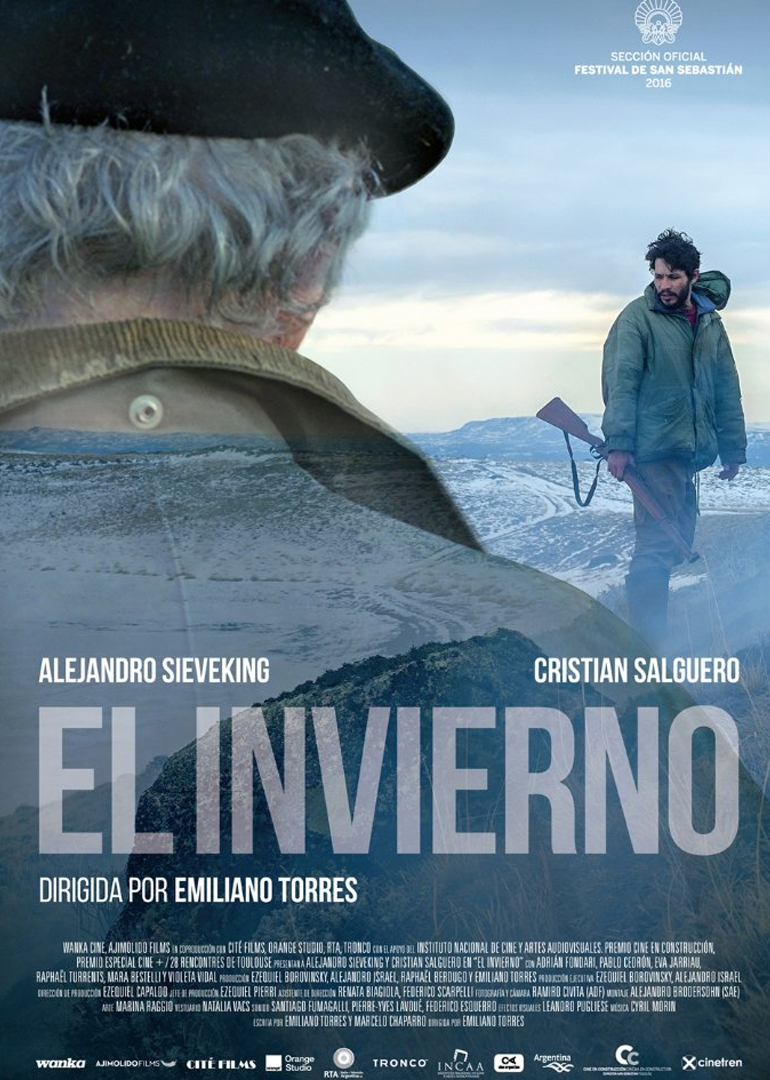 SECCIÓN OFICIAL
FESTIVAL DE SAN SEBASTIÁN
2016
ALEJANDRO SIEVEKING
CRISTIAN SALGUERO
EL INVIERNO
DIRIGIDA POR EMILIANO TORRES
WANKA CINE, AJIMOLIDO FILMS EN COPRODUCCIÓN CON CITÉ FILMS, ORANGE STUDIO, RTA, TRONCO CON EL APOYO DEL INSTITUTO NACIONAL DE CINE Y ARTES AUDIOVISUALES. PREMIO CINE EN CONSTRUCCIÓN,
PREMIO ESPECIAL CINE + / 28 RENCONTRES DE TOULOUSE PRESENTAN A ALEJANDRO SIEVEKING Y CRISTIAN SALGUERO EN "EL INVIERNO" CON ADRIÁN FONDARI, PABLO CEDRÓN, EVA JARRIAU,
RAPHAËL TURRENTS, MARA BESTELLI Y VIOLETA VIDAL PRODUCCIÓN EZEQUIEL BOROVINSKY, ALEJANDRO ISRAEL, RAPHAËL BERDUGO Y EMILIANO TORRES PRODUCCIÓN EJECUTIVA EZEQUIEL BOROVINSKY, ALEJANDRO ISRAEL
DIRECCIÓN DE PRODUCCIÓN EZEQUIEL CAPALDO JEFE DE PRODUCCIÓN EZEQUIEL PIERRI ASISTENTE DE DIRECCIÓN RENATA BIAGIOLA, FEDERICO SCARPELLI FOTOGRAFÍA Y CÁMARA RAMIRO CIVITA (ADF) MONTAJE ALEJANDRO BRODERSOHN (SAE)
ARTE MARINA RAGGIO VESTUARIO NATALIA VACS SONIDO SANTIAGO FUMAGALLI, PIERRE-YVES LAVOUÉ, FEDERICO ESQUERRO EFECTOS VISUALES LEANDRO PUGLIESE MÚSICA CYRIL MORIN
ESCRITA POR EMILIANO TORRES Y MARCELO CHAPARRO DIRIGIDA POR EMILIANO TORRES
wanka AJIMOLIDOFILMS CITÉ FILMS Orange Studio RTA TRONCO INCAA Argentina CC cinetren